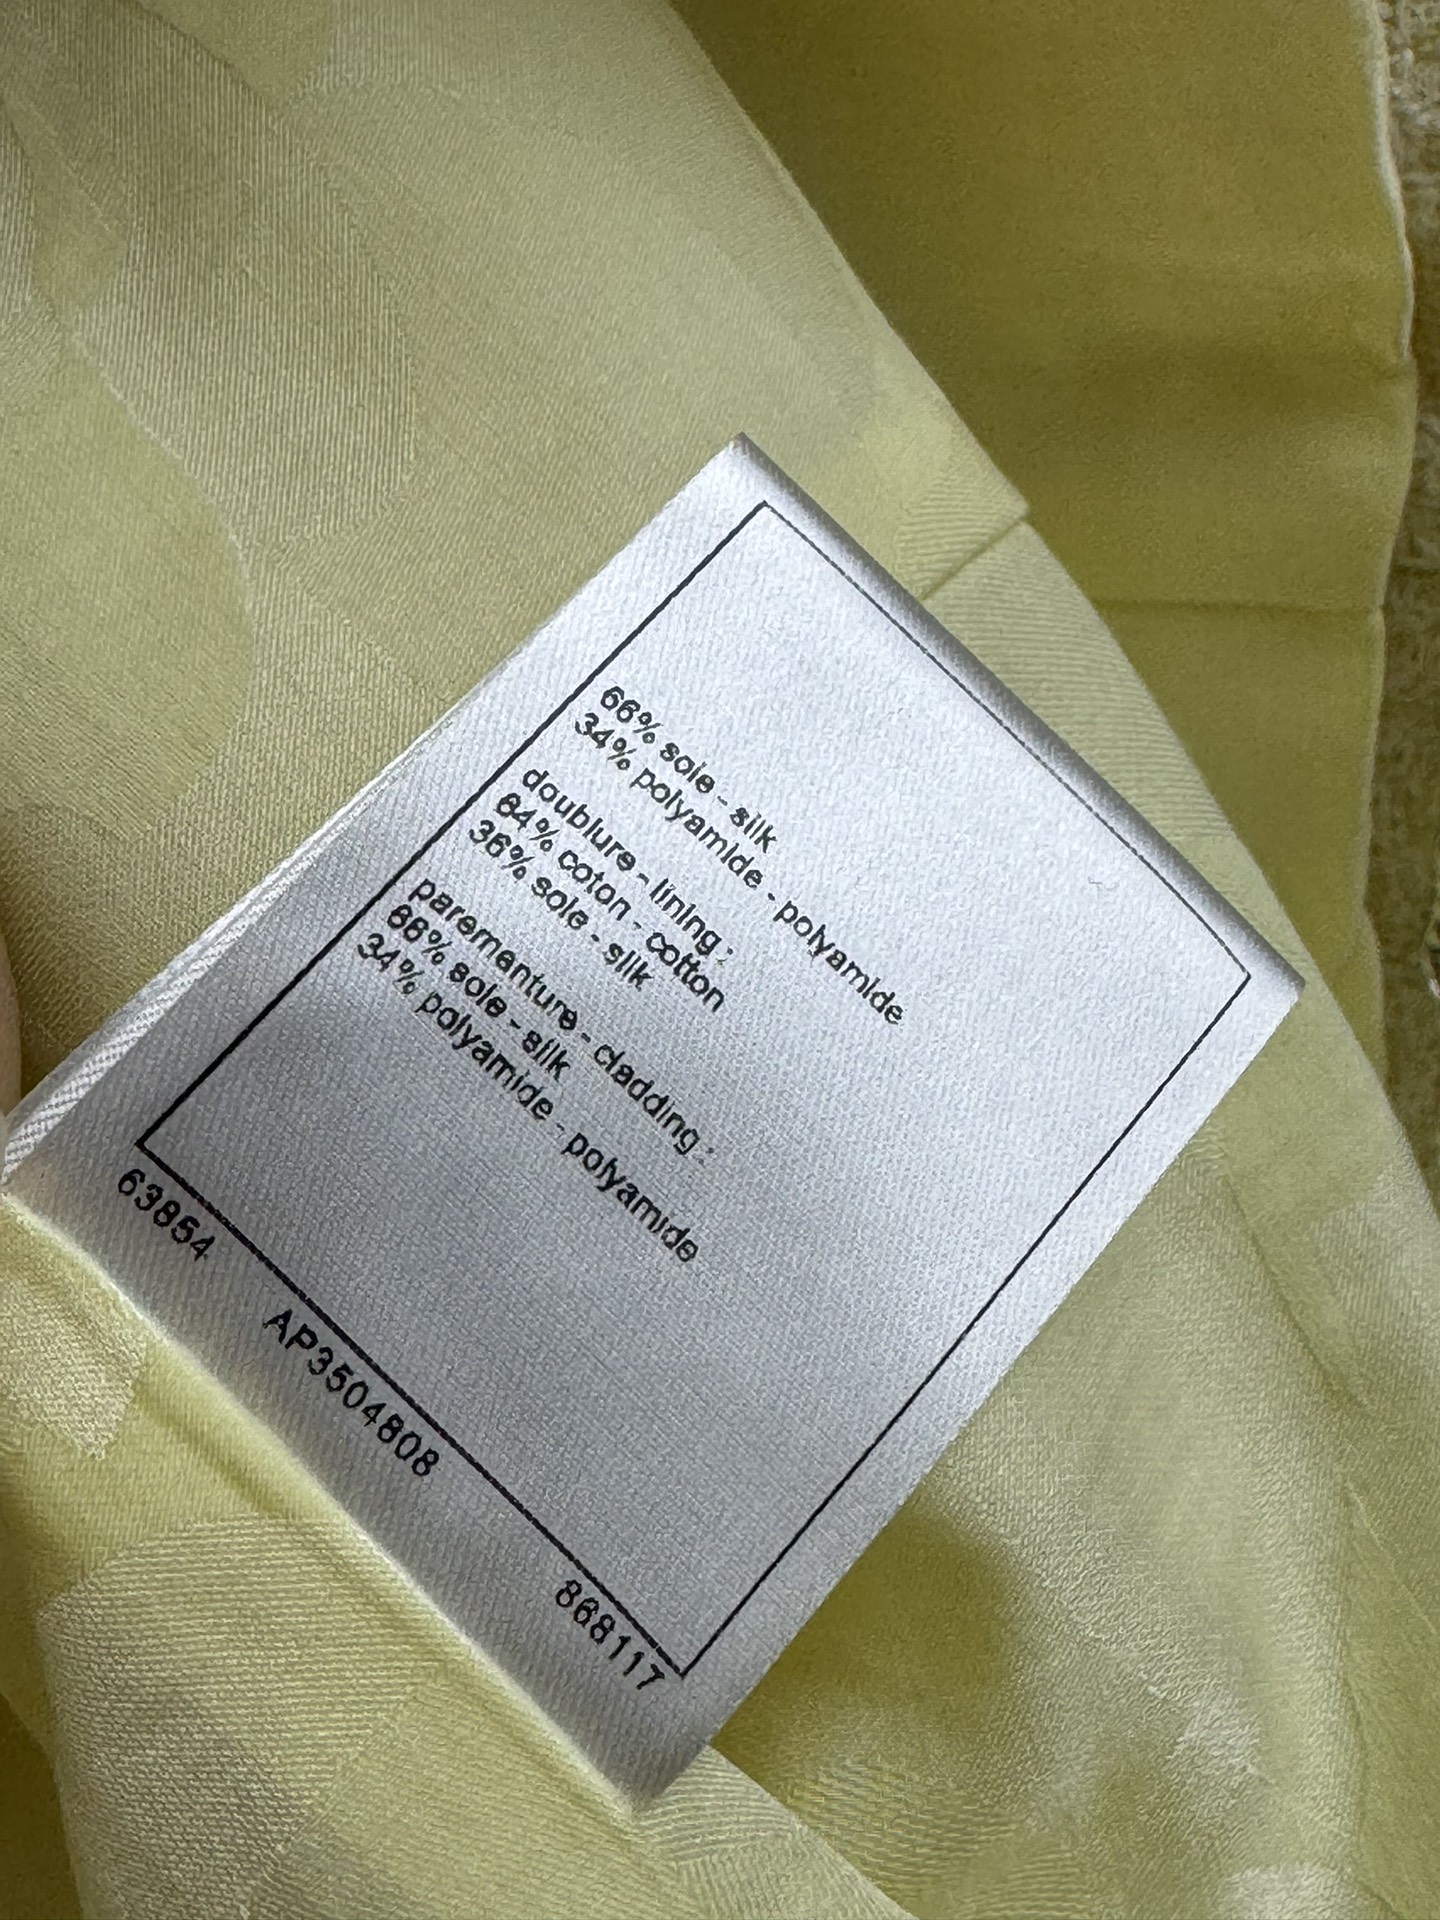 66% soie - silk
34% polyamide - polyamide
doublure - lining :
64% coton - cotton
36% soie - silk
parementure - cladding :
66% soie - silk
34% polyamide - polyamide
63854 AP3504808 868117